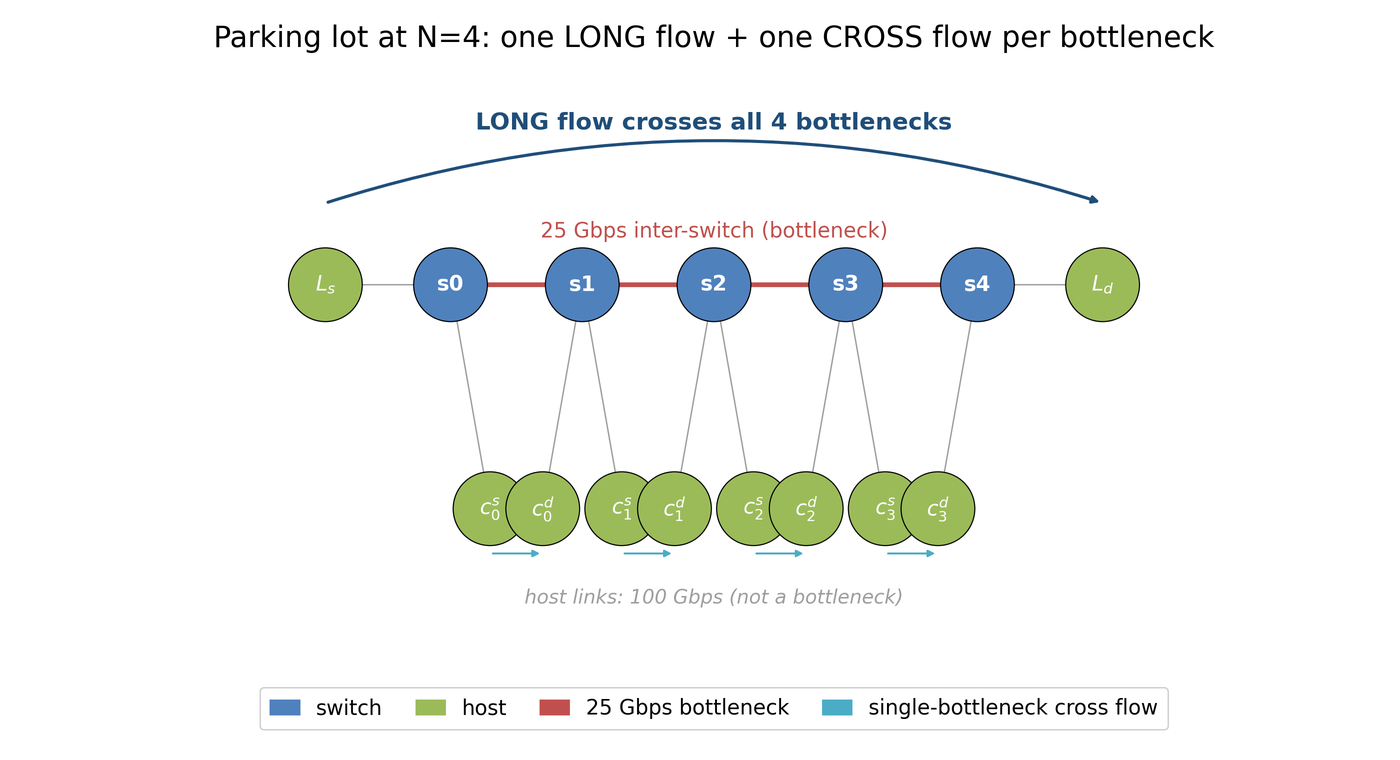 Parking lot at N=4: one LONG flow + one CROSS flow per bottleneck
LONG flow crosses all 4 bottlenecks
25 Gbps inter-switch (bottleneck)
L_s s0 s1 s2 s3 s4 L_d
c_0^s c_0^d c_1^s c_1^d c_2^s c_2^d c_3^s c_3^d
host links: 100 Gbps (not a bottleneck)
switch host 25 Gbps bottleneck single-bottleneck cross flow